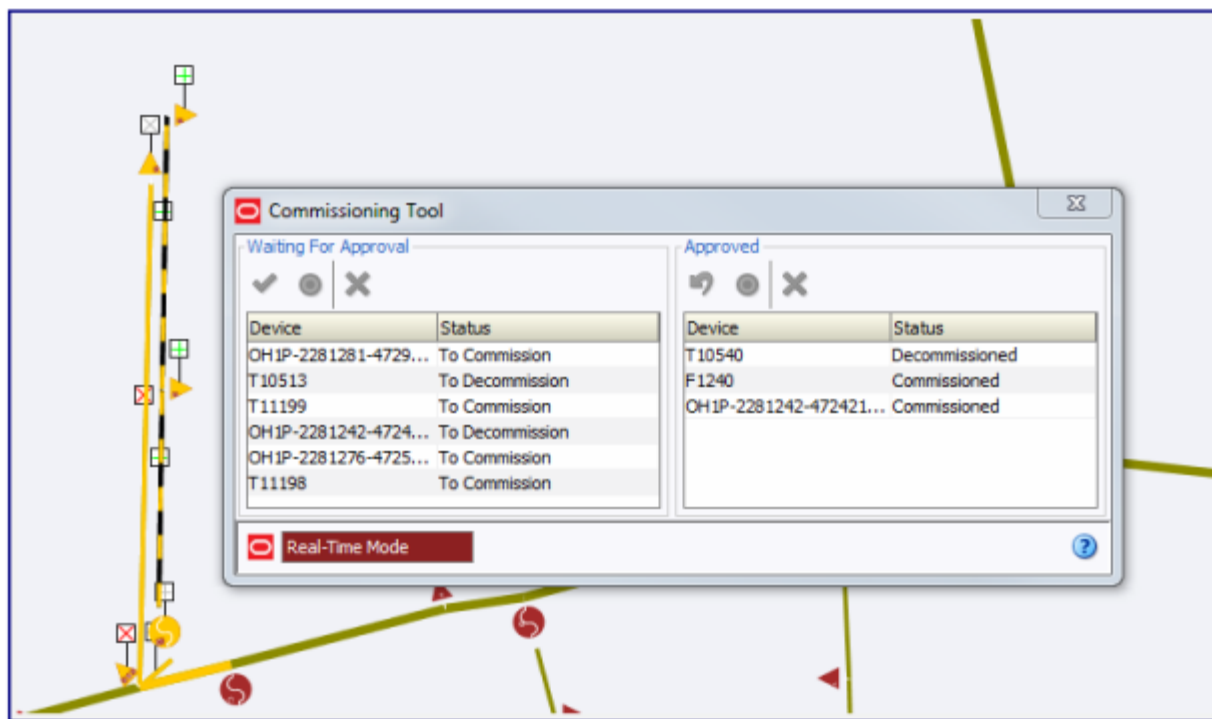 Commissioning Tool
Waiting For Approval
Approved
Device Status
Device Status
OH1P-2281281-4729... To Commission
T10540 Decommissioned
T10513 To Decommission
F1240 Commissioned
T11199 To Commission
OH1P-2281242-472421... Commissioned
OH1P-2281242-4724... To Decommission
OH1P-2281276-4725... To Commission
T11198 To Commission
Real-Time Mode